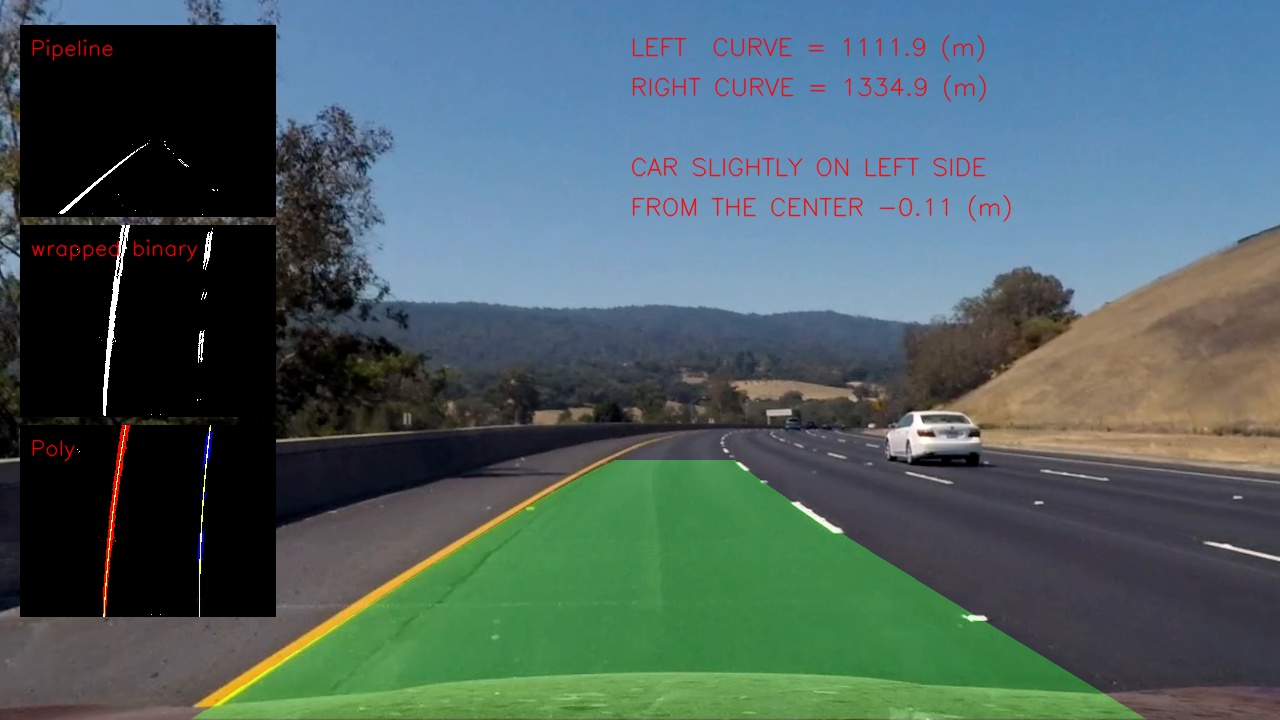 Pipeline
wrapped binary
Poly
LEFT CURVE = 1111.9 (m)
RIGHT CURVE = 1334.9 (m)
CAR SLIGHTLY ON LEFT SIDE
FROM THE CENTER -0.11 (m)